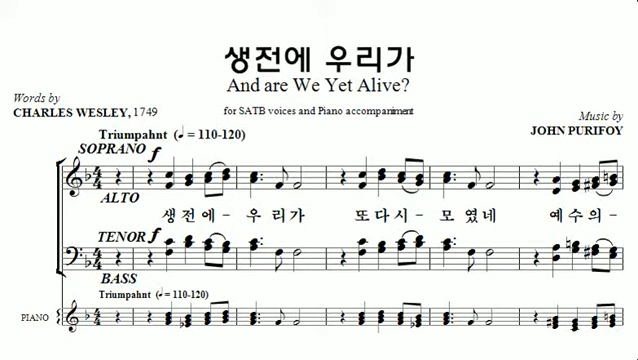 생전에 우리가
And are We Yet Alive?
Words by
CHARLES WESLEY, 1749
for SATB voices and Piano accompaniment
Music by
JOHN PURIFOY
Triumpahnt (♩ = 110-120)
SOPRANO f
ALTO
생 전 에 - 우 리 가 또 다 시 - 모 였 네 예 수 의 -
TENOR f
BASS
Triumpahnt (♩ = 110-120)
PIANO